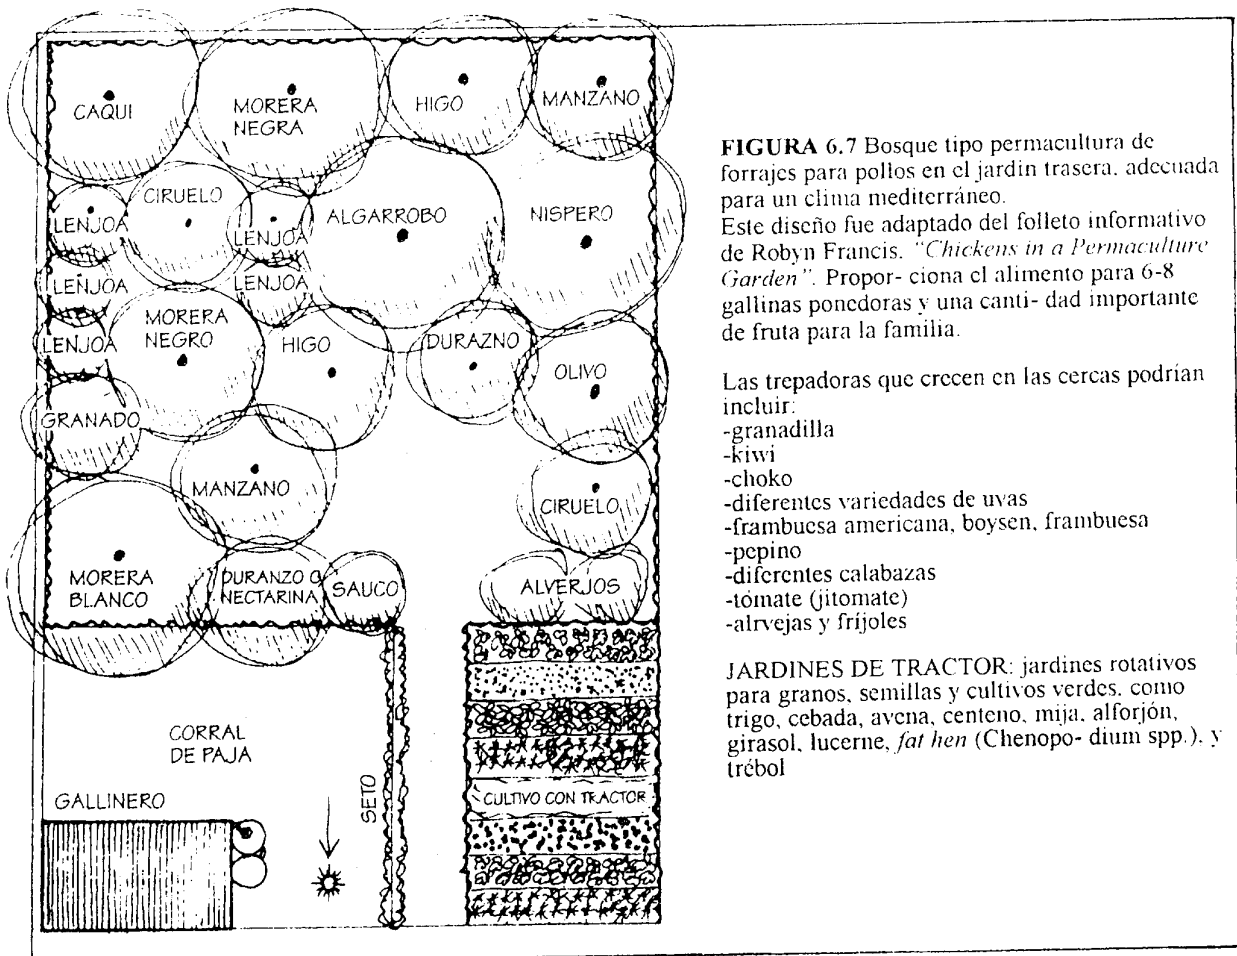 CAQUI
MORERA
NEGRA
HIGO
MANZANO
LENJOA
CIRUELO
LENJOA
ALGARROBO
NISPERO
LENJOA
LENJOA
LENJOA
MORERA
NEGRO
HIGO
DURAZNO
OLIVO
GRANADO
MANZANO
CIRUELO
MORERA
BLANCO
DURANZO O
NECTARINA
SAUCO
ALVERJOS
CORRAL
DE PAJA
SETO
GALLINERO
CULTIVO CON TRACTOR
FIGURA 6.7 Bosque tipo permacultura de
forrajes para pollos en el jardín trasera. adecuada
para un clima mediterráneo.
Este diseño fue adaptado del folleto informativo
de Robyn Francis. "Chickens in a Permaculture
Garden". Propor- ciona el alimento para 6-8
gallinas ponedoras y una canti- dad importante
de fruta para la familia.
Las trepadoras que crecen en las cercas podrían
incluir:
-granadilla
-kiwi
-choko
-diferentes variedades de uvas
-frambuesa americana, boysen, frambuesa
-pepino
-diferentes calabazas
-tómate (jitomate)
-alrvejas y fríjoles
JARDINES DE TRACTOR: jardines rotativos
para granos, semillas y cultivos verdes. como
trigo, cebada, avena, centeno, mija. alforjón,
girasol, lucerne, fat hen (Chenopo- dium spp.). y
trébol